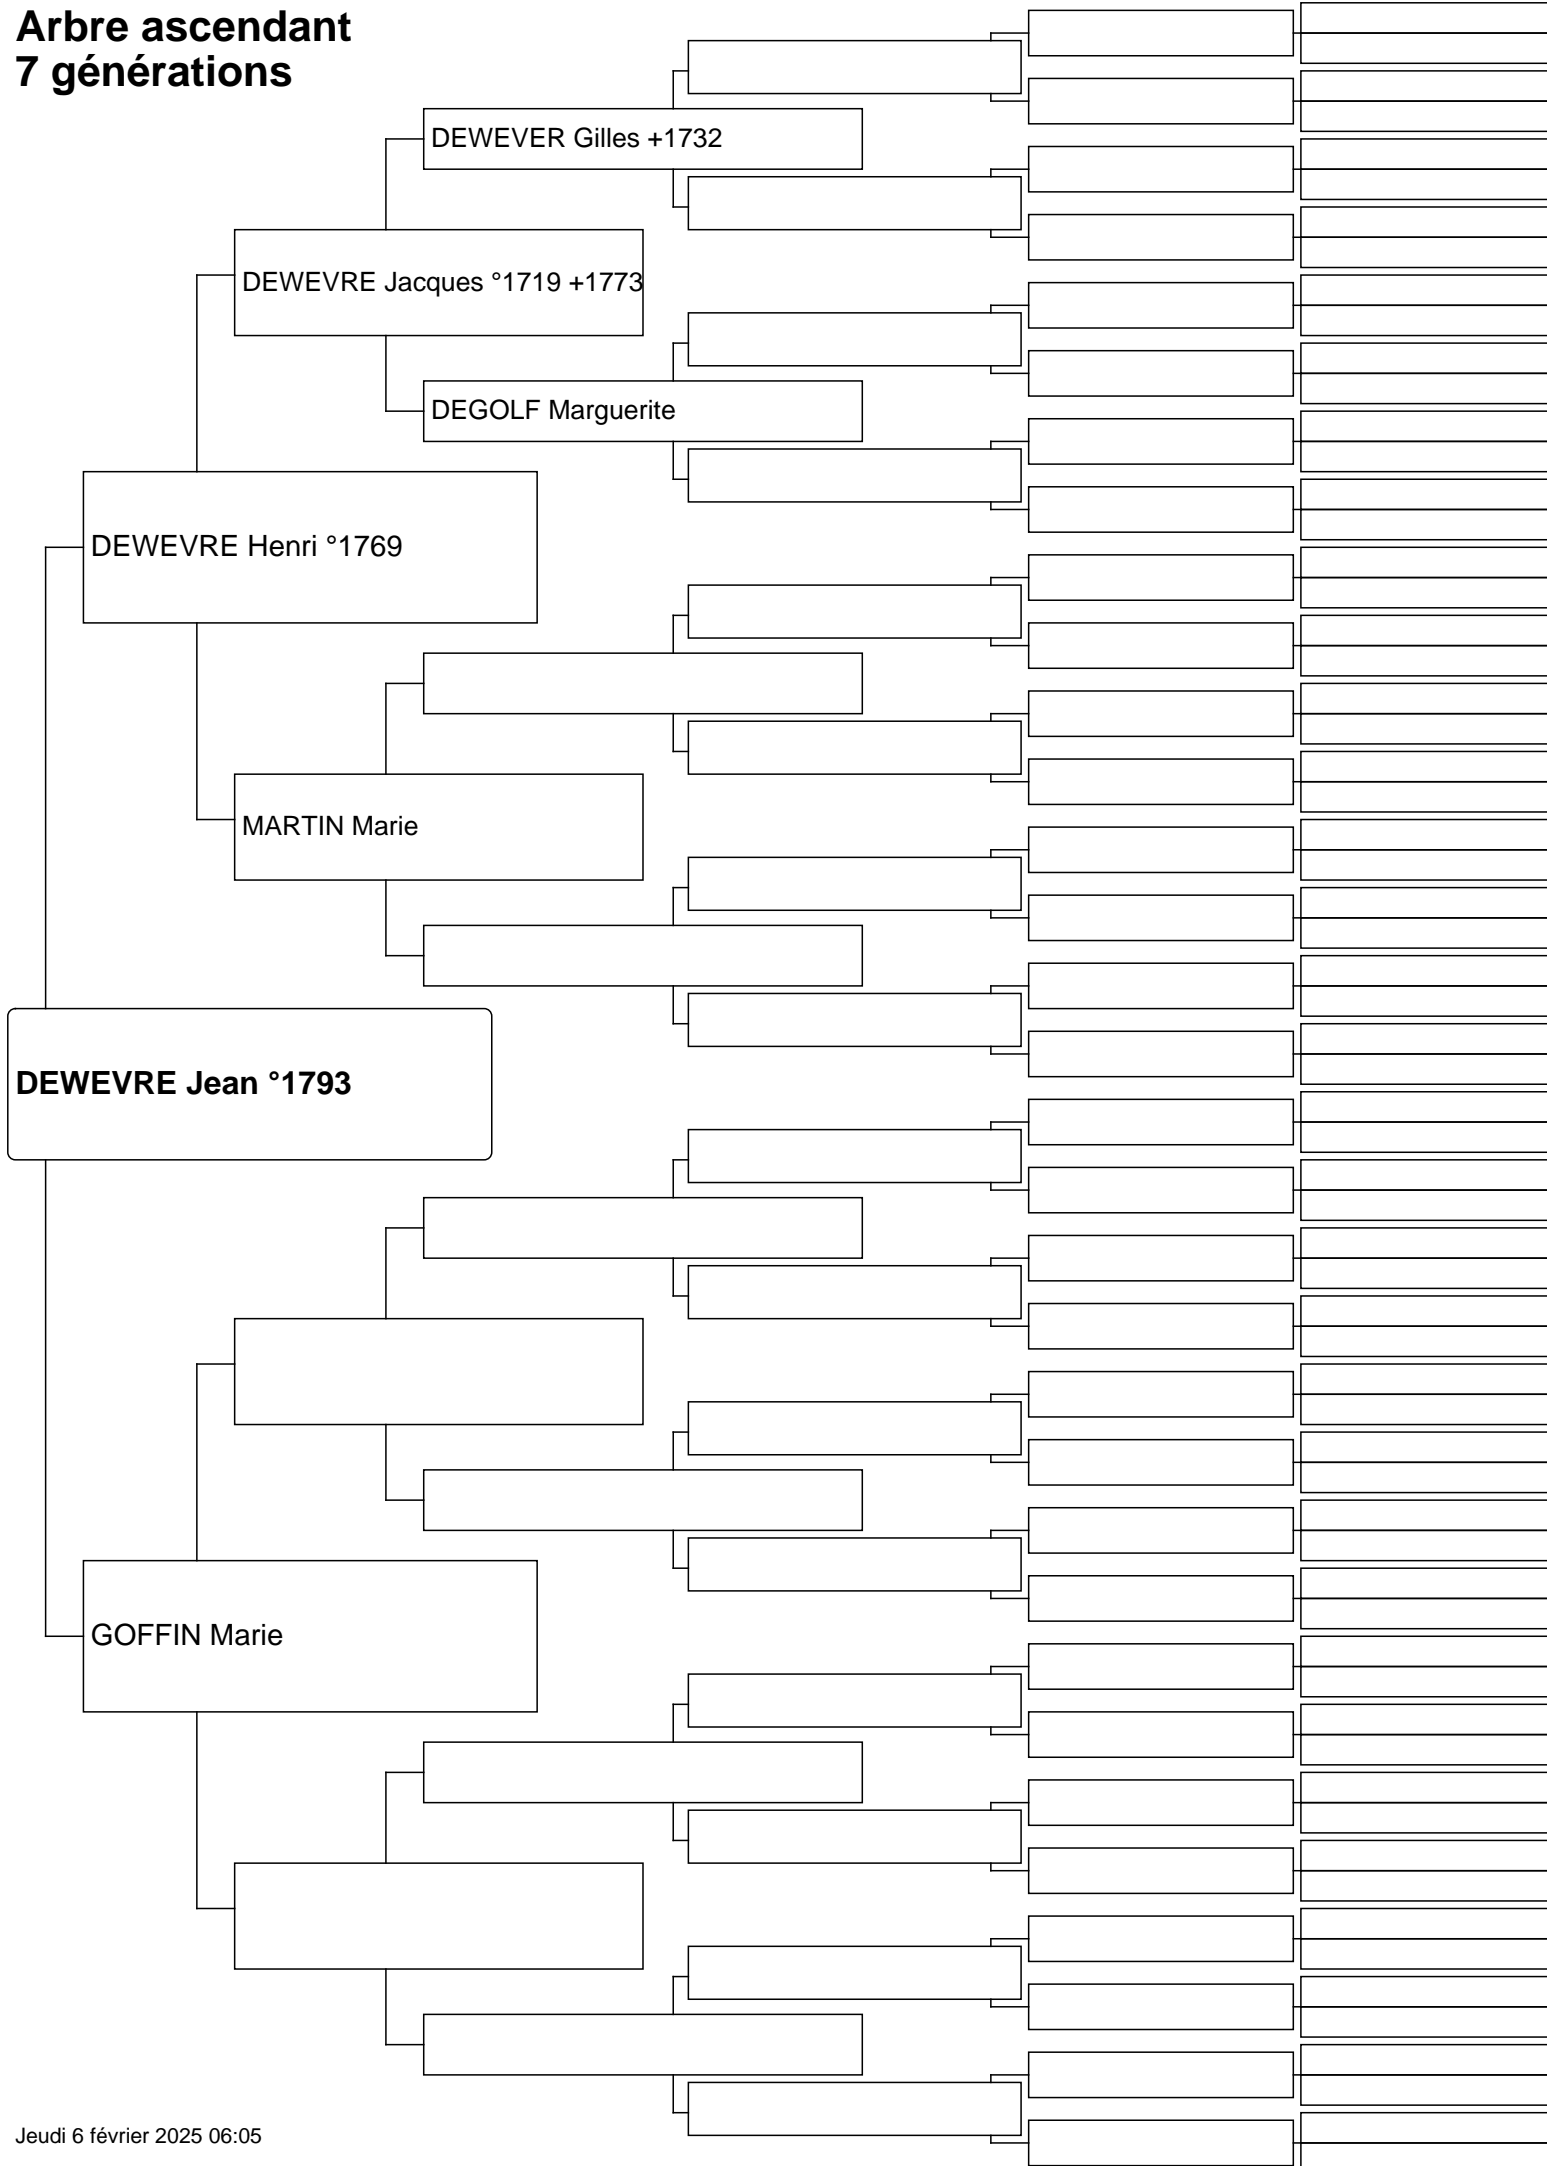 Arbre ascendant
7 générations
DEWEVER Gilles +1732
DEWEVRE Jacques °1719 +1773
DEGOLF Marguerite
DEWEVRE Henri °1769
MARTIN Marie
DEWEVRE Jean °1793
GOFFIN Marie
Jeudi 6 février 2025 06:05